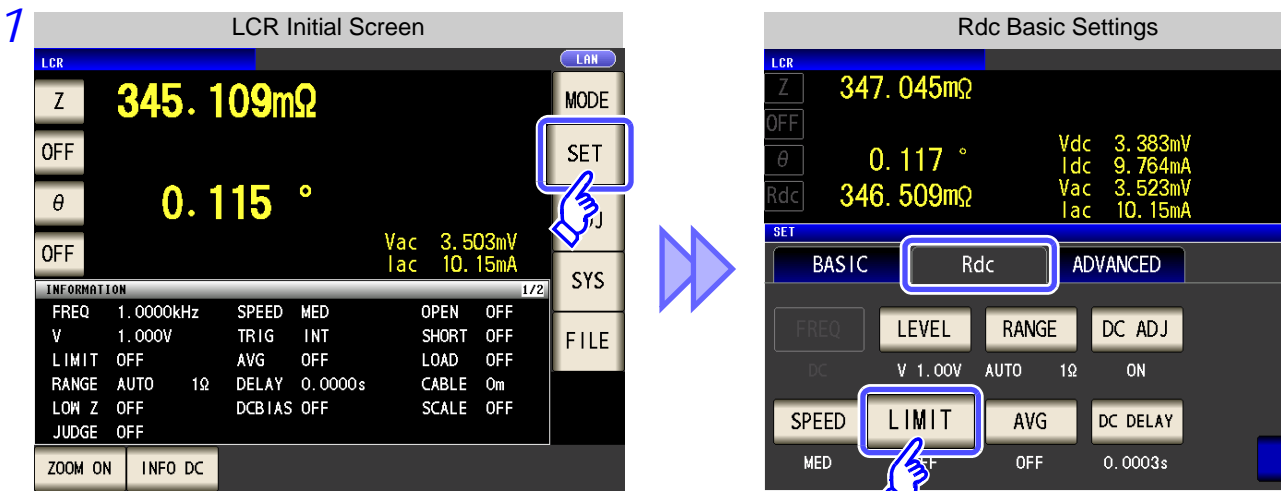 1
LCR Initial Screen
LCR
LAN
Z
345.109mΩ
MODE
OFF
SET
θ
0.115 °
OFF
Vac 3.503mV
Iac 10.15mA
SYS
FILE
INFORMATION 1/2
FREQ 1.0000kHz SPEED MED OPEN OFF
V 1.000V TRIG INT SHORT OFF
LIMIT OFF AVG OFF LOAD OFF
RANGE AUTO 1Ω DELAY 0.0000s CABLE 0m
LOW Z OFF DCBIAS OFF SCALE OFF
JUDGE OFF
ZOOM ON INFO DC
Rdc Basic Settings
LCR
Z 347.045mΩ
OFF
θ 0.117 °
Rdc 346.509mΩ
Vdc 3.383mV
Idc 9.764mA
Vac 3.523mV
Iac 10.15mA
SET
BASIC Rdc ADVANCED
FREQ LEVEL RANGE DC ADJ
DC V 1.00V AUTO 1Ω ON
SPEED LIMIT AVG DC DELAY
MED OFF 0.0003s